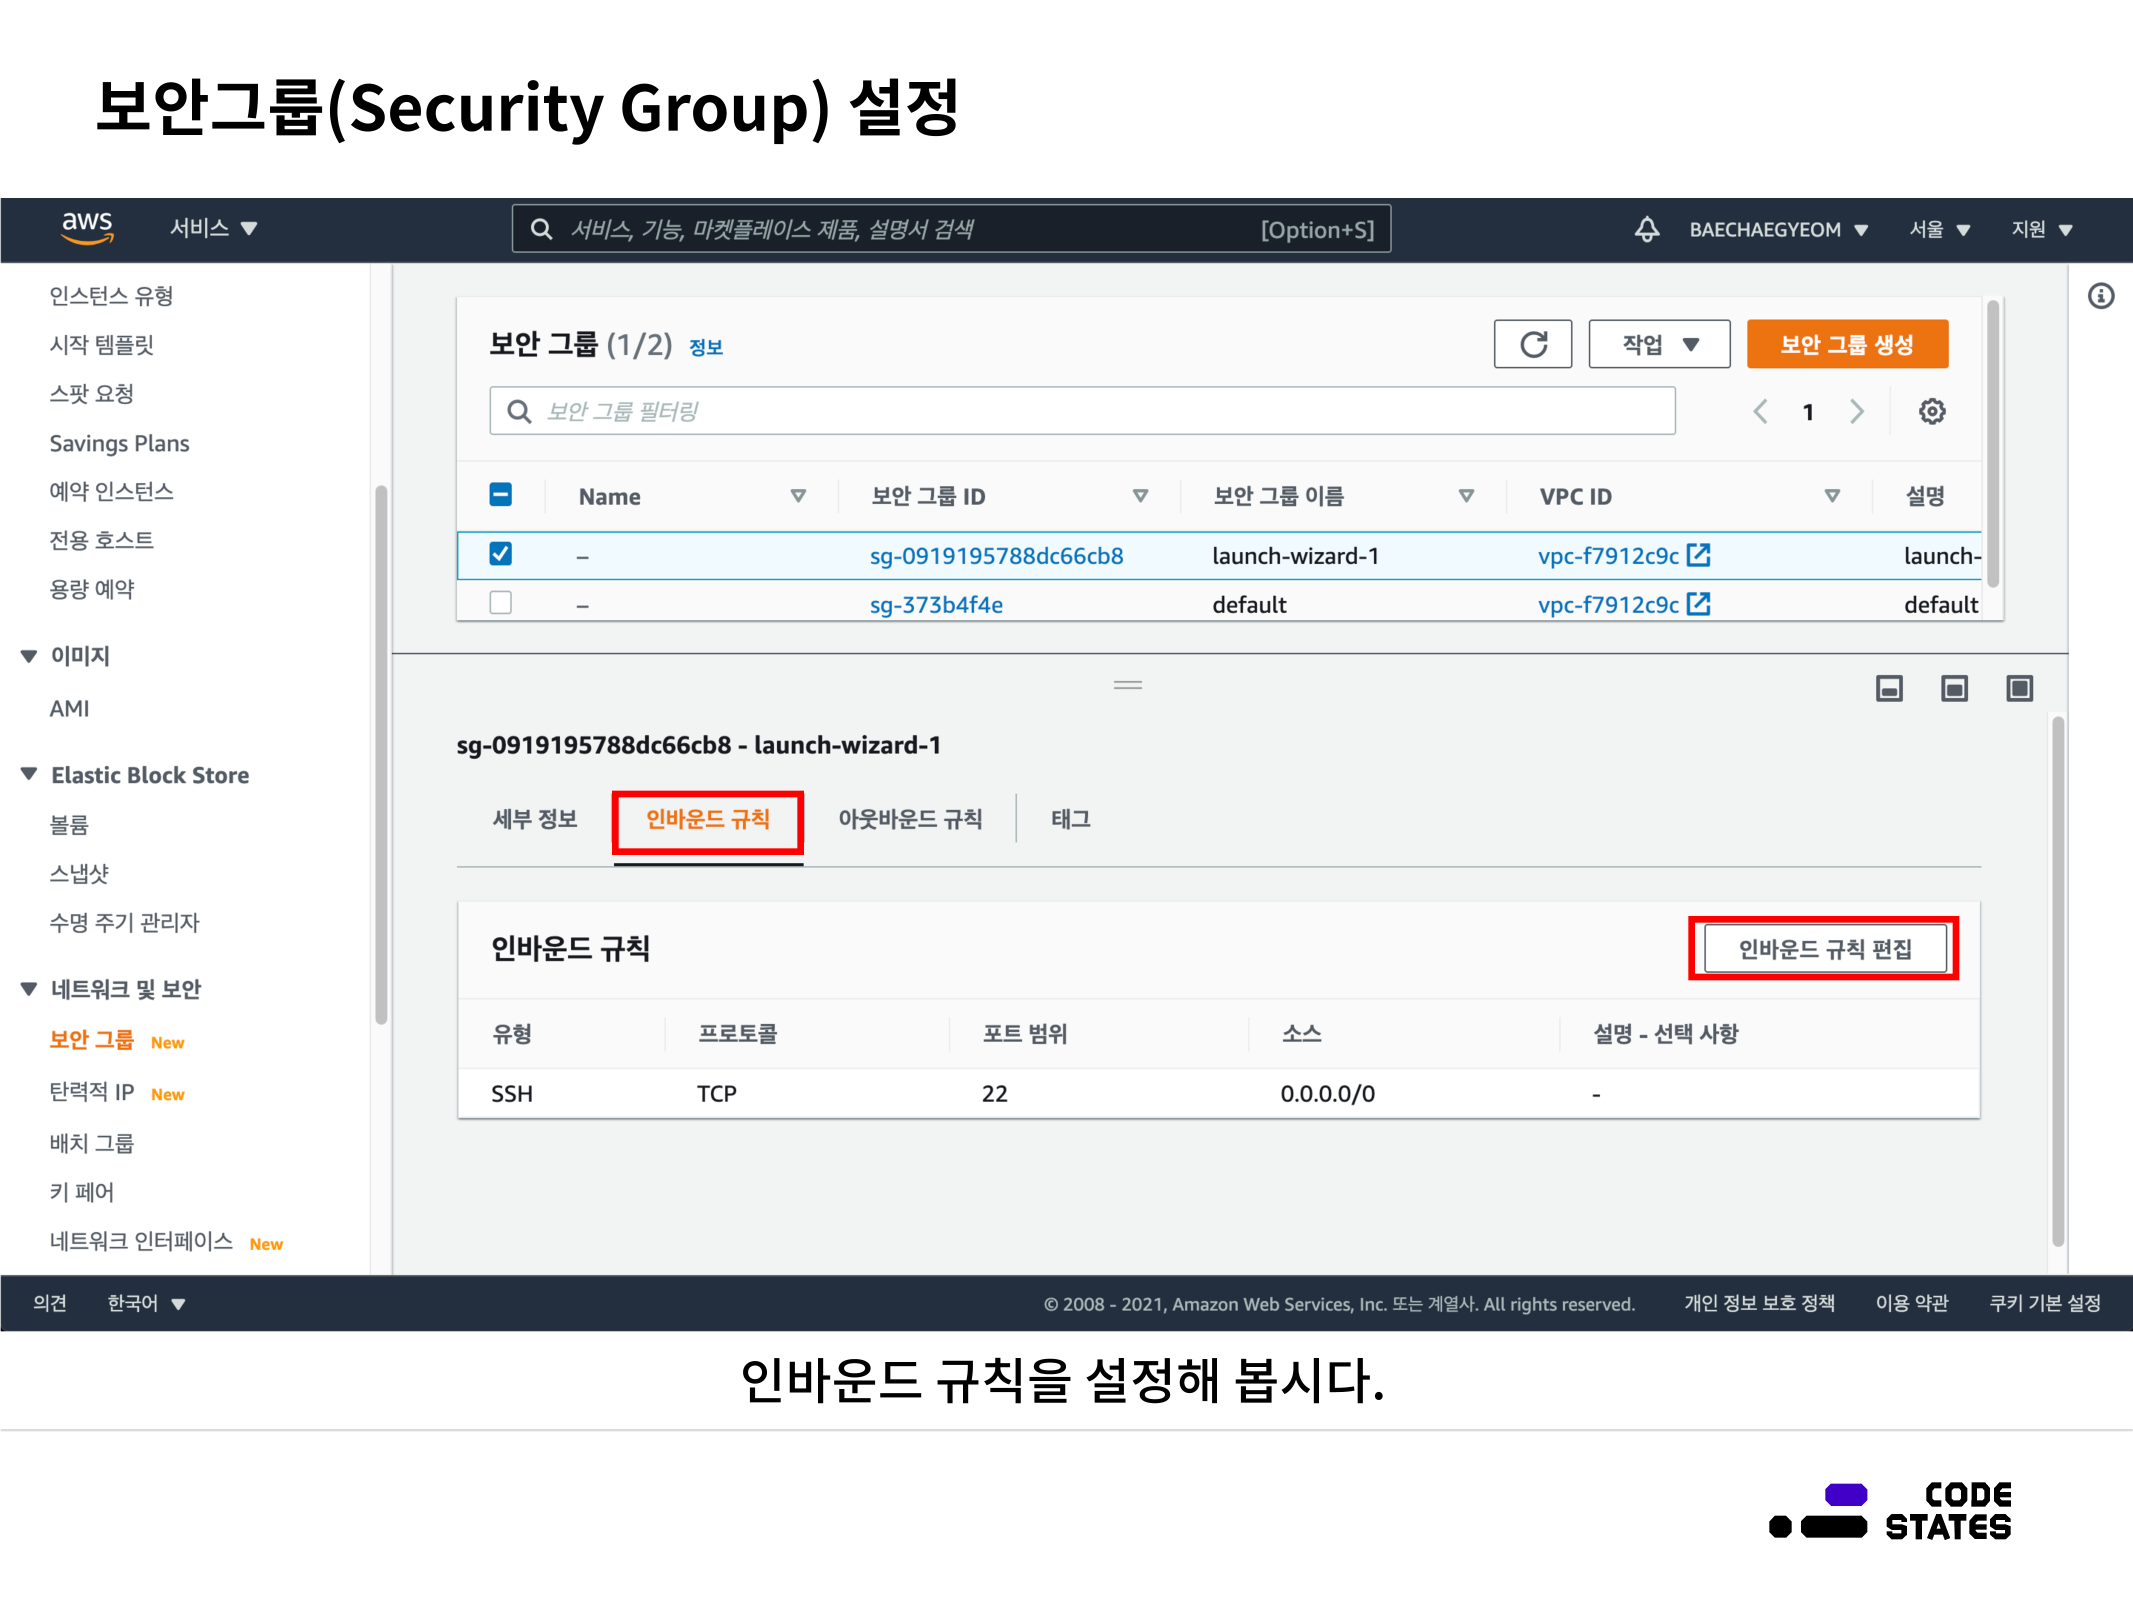 보안그룹(Security Group) 설정
aws 서비스 서비스, 기능, 마켓플레이스 제품, 설명서 검색 [Option+S] BAECHAEGYEOM 서울 지원
인스턴스 유형
시작 템플릿
스팟 요청
Savings Plans
예약 인스턴스
전용 호스트
용량 예약
이미지
AMI
Elastic Block Store
볼륨
스냅샷
수명 주기 관리자
네트워크 및 보안
보안 그룹 New
탄력적 IP New
배치 그룹
키 페어
네트워크 인터페이스 New
보안 그룹 (1/2) 정보 작업 보안 그룹 생성
보안 그룹 필터링 1
Name 보안 그룹 ID 보안 그룹 이름 VPC ID 설명
– sg-0919195788dc66cb8 launch-wizard-1 vpc-f7912c9c launch-
– sg-373b4f4e default vpc-f7912c9c default
sg-0919195788dc66cb8 - launch-wizard-1
세부 정보 인바운드 규칙 아웃바운드 규칙 태그
인바운드 규칙 인바운드 규칙 편집
유형 프로토콜 포트 범위 소스 설명 - 선택 사항
SSH TCP 22 0.0.0.0/0 -
의견 한국어 © 2008 - 2021, Amazon Web Services, Inc. 또는 계열사. All rights reserved. 개인 정보 보호 정책 이용 약관 쿠키 기본 설정
인바운드 규칙을 설정해 봅시다.
CODE
STATES